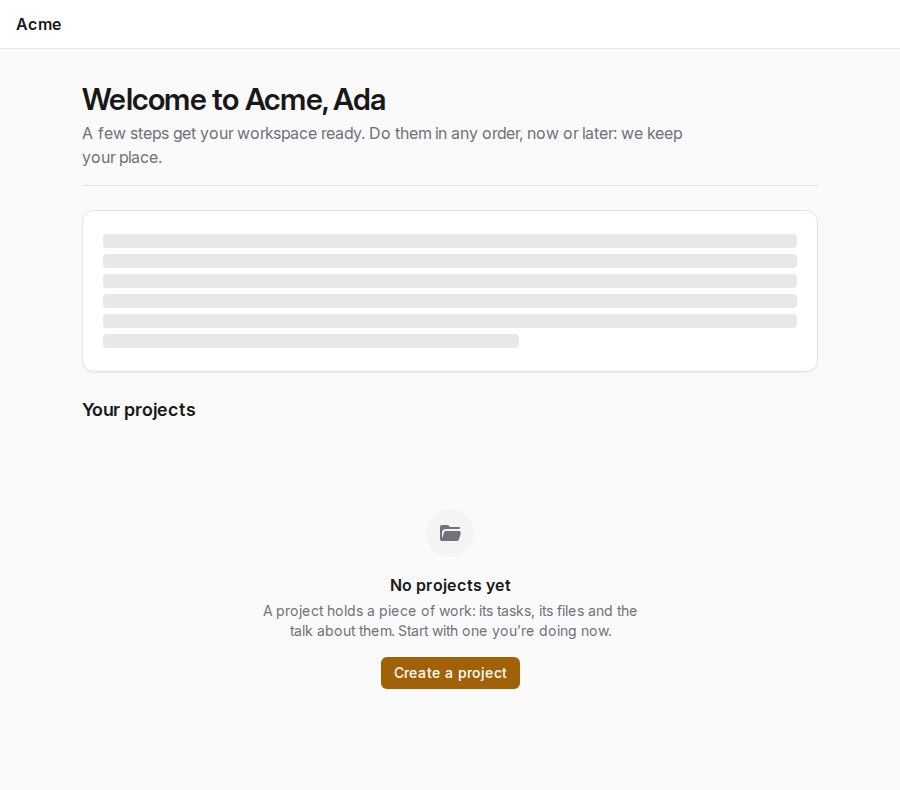 Acme
Welcome to Acme, Ada
A few steps get your workspace ready. Do them in any order, now or later: we keep
your place.
Your projects
No projects yet
A project holds a piece of work: its tasks, its files and the
talk about them. Start with one you’re doing now.
Create a project